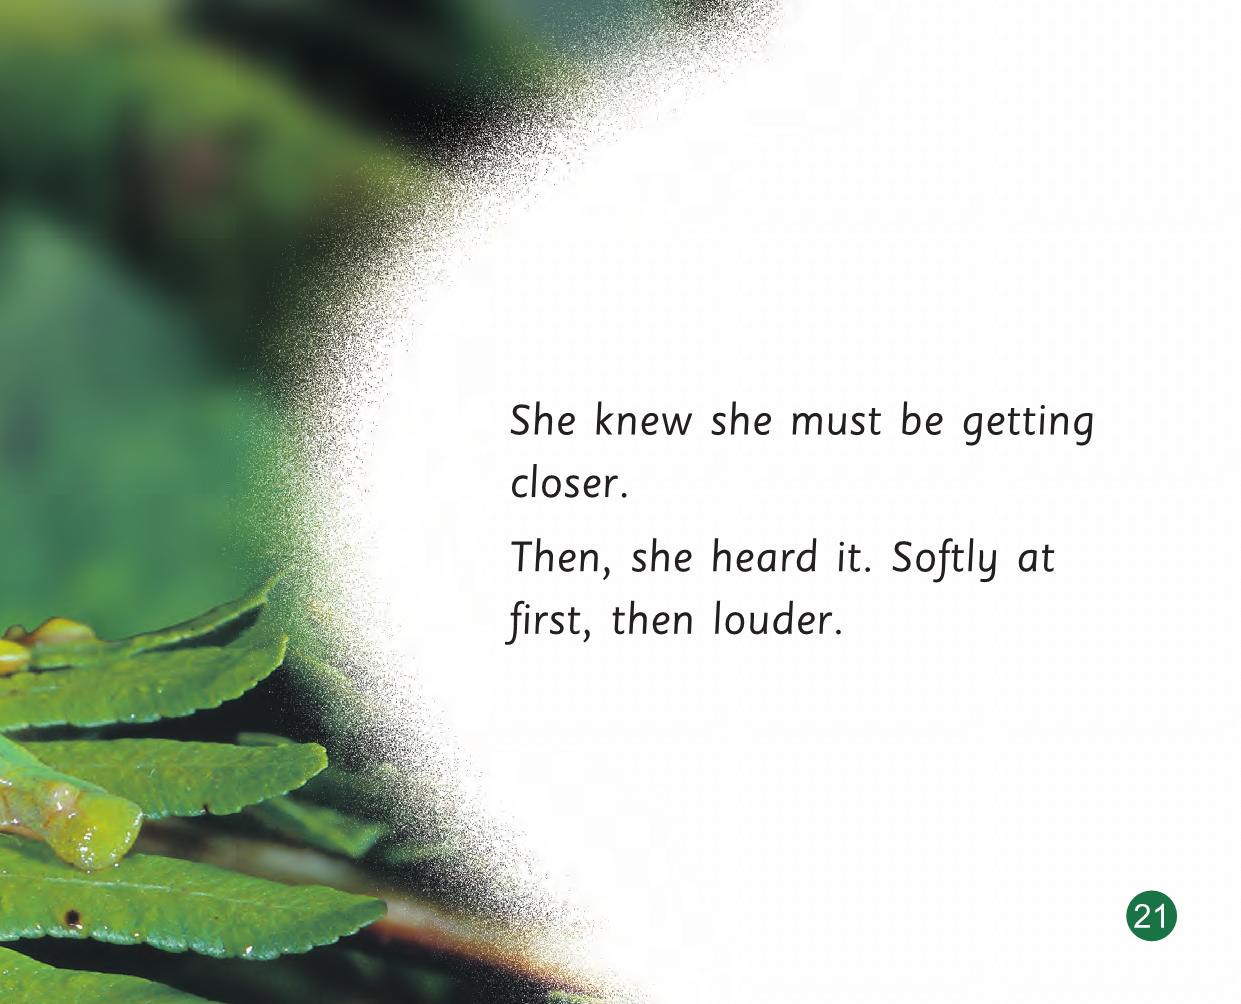 She knew she must be getting
closer.
Then, she heard it. Softly at
first, then louder.
21